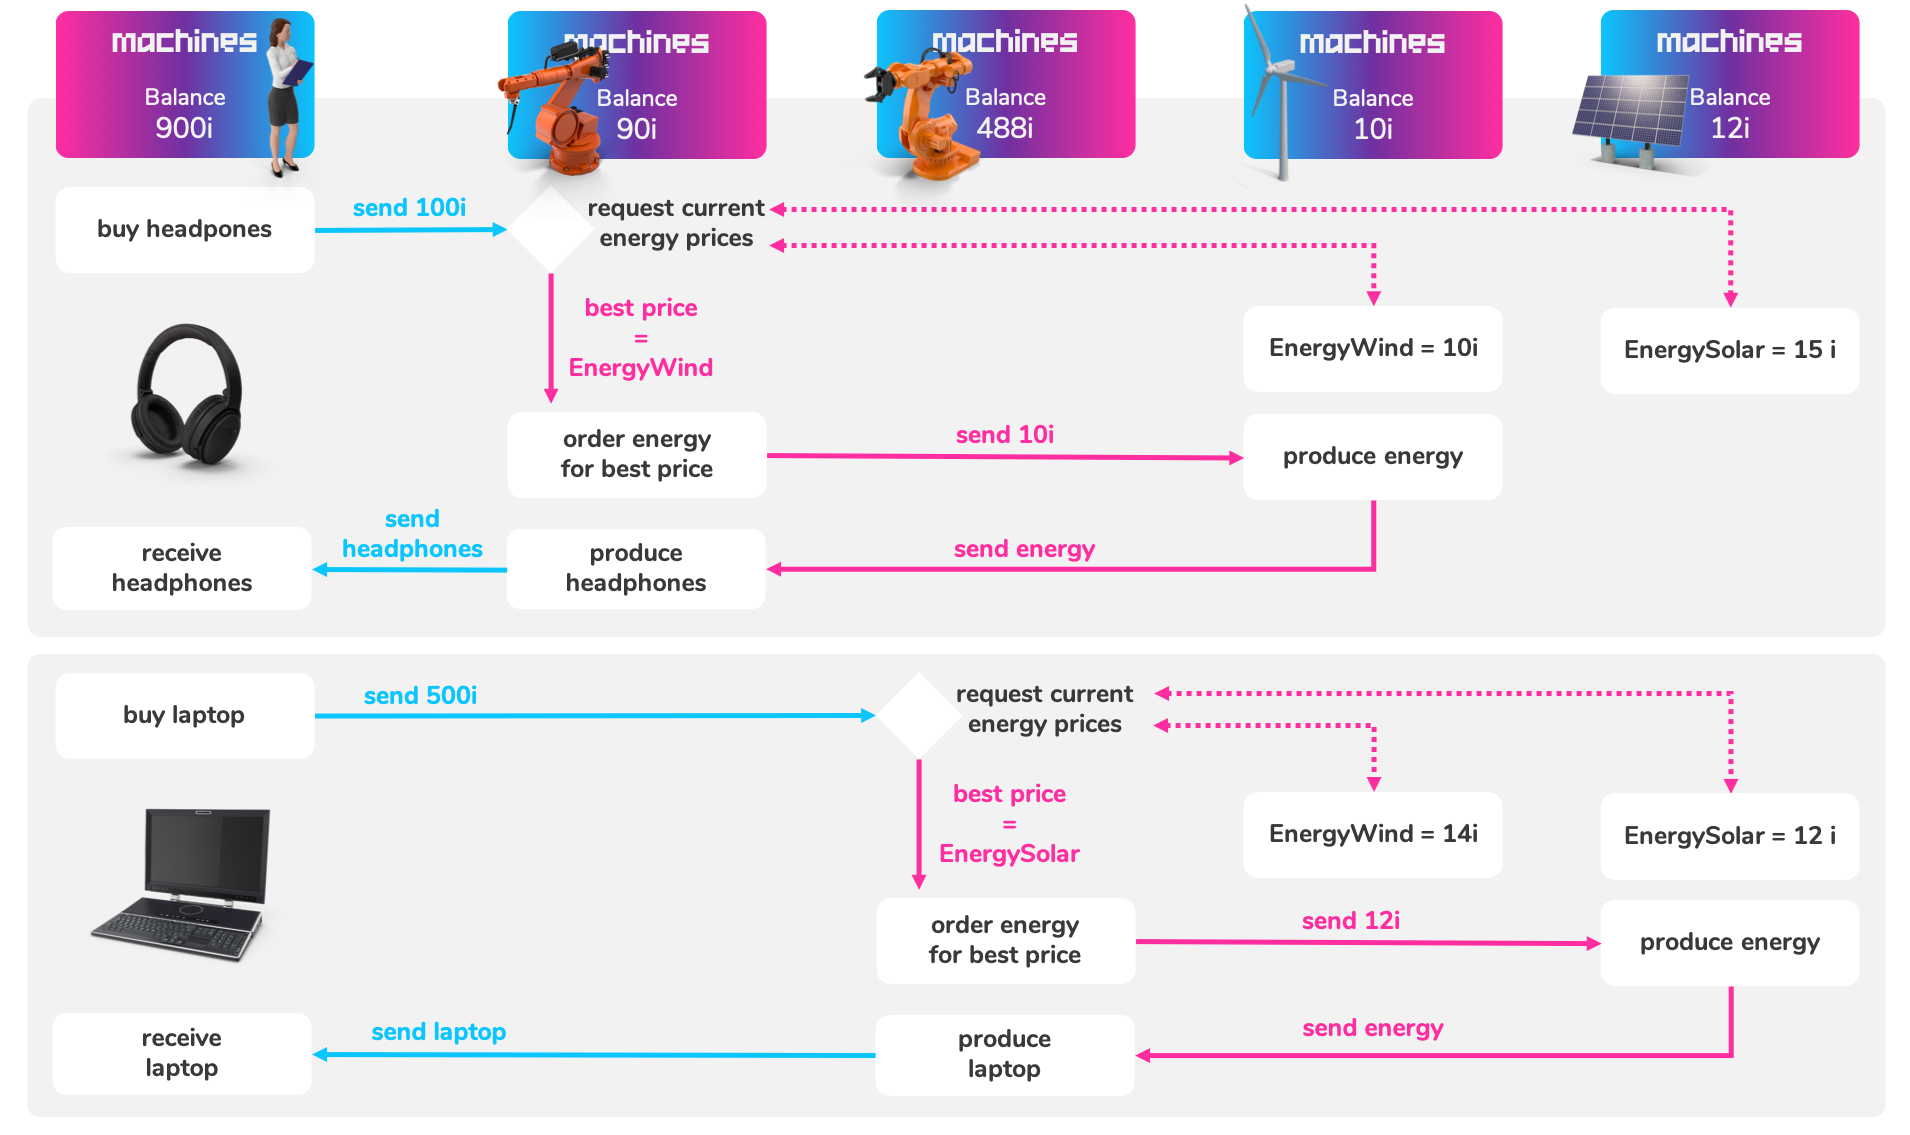 machines
Balance
900i
machines
Balance
90i
machines
Balance
488i
machines
Balance
10i
machines
Balance
12i
buy headpones
send 100i
request current
energy prices
best price
=
EnergyWind
EnergyWind = 10i
EnergySolar = 15 i
order energy
for best price
send 10i
produce energy
receive
headphones
send
headphones
produce
headphones
send energy
buy laptop
send 500i
request current
energy prices
best price
=
EnergySolar
EnergyWind = 14i
EnergySolar = 12 i
order energy
for best price
send 12i
produce energy
receive
laptop
send laptop
produce
laptop
send energy